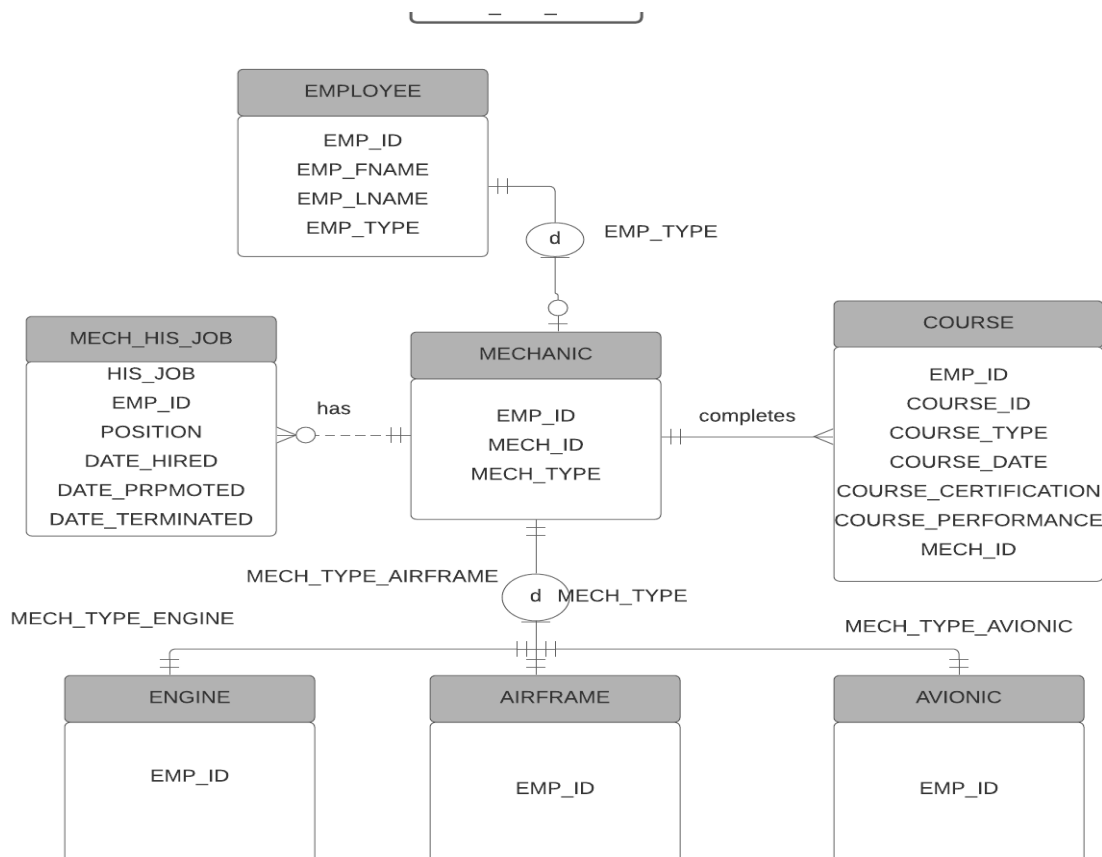 EMPLOYEE
EMP_ID
EMP_FNAME
EMP_LNAME
EMP_TYPE
d
EMP_TYPE
MECH_HIS_JOB
HIS_JOB
EMP_ID
POSITION
DATE_HIRED
DATE_PRPMOTED
DATE_TERMINATED
has
MECHANIC
EMP_ID
MECH_ID
MECH_TYPE
completes
COURSE
EMP_ID
COURSE_ID
COURSE_TYPE
COURSE_DATE
COURSE_CERTIFICATION
COURSE_PERFORMANCE
MECH_ID
MECH_TYPE_AIRFRAME
d
MECH_TYPE
MECH_TYPE_ENGINE
MECH_TYPE_AVIONIC
ENGINE
EMP_ID
AIRFRAME
EMP_ID
AVIONIC
EMP_ID